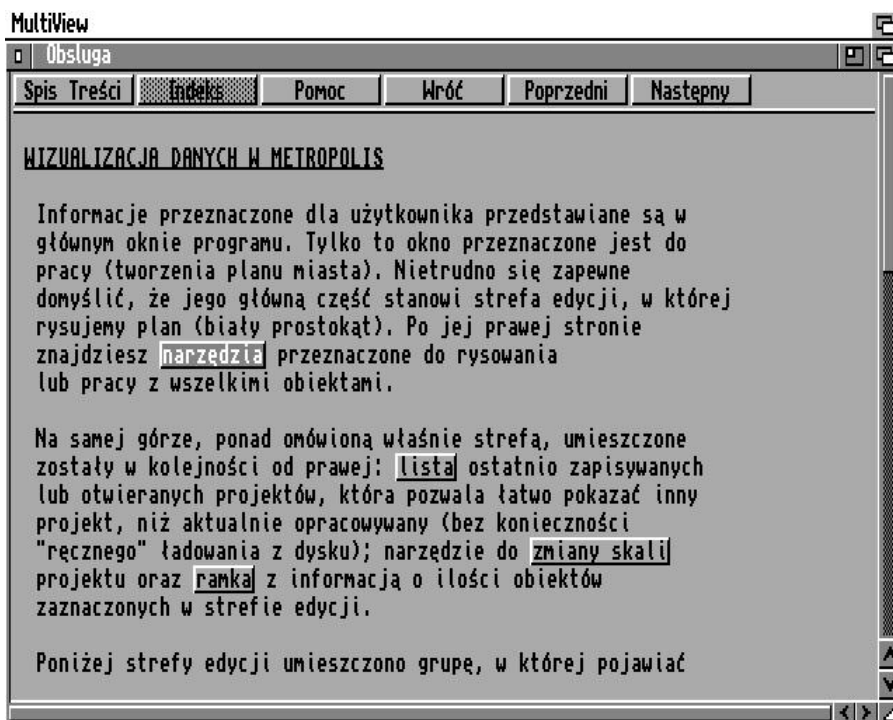 MultiView
Obsluga
Spis Treści Indeks Pomoc Wróć Poprzedni Następny
WIZUALIZACJA DANYCH W METROPOLIS
Informacje przeznaczone dla użytkownika przedstawiane są w
głównym oknie programu. Tylko to okno przeznaczone jest do
pracy (tworzenia planu miasta). Nietrudno się zapewne
domyślić, że jego główną część stanowi strefa edycji, w której
rysujemy plan (biały prostokąt). Po jej prawej stronie
znajdziesz narzędzia przeznaczone do rysowania
lub pracy z wszelkimi obiektami.
Na samej górze, ponad omówioną właśnie strefą, umieszczone
zostały w kolejności od prawej: lista ostatnio zapisywanych
lub otwieranych projektów, która pozwala łatwo pokazać inny
projekt, niż aktualnie opracowywany (bez konieczności
"ręcznego" ładowania z dysku); narzędzie do zmiany skali
projektu oraz ramka z informacją o ilości obiektów
zaznaczonych w strefie edycji.
Poniżej strefy edycji umieszczono grupę, w której pojawiać